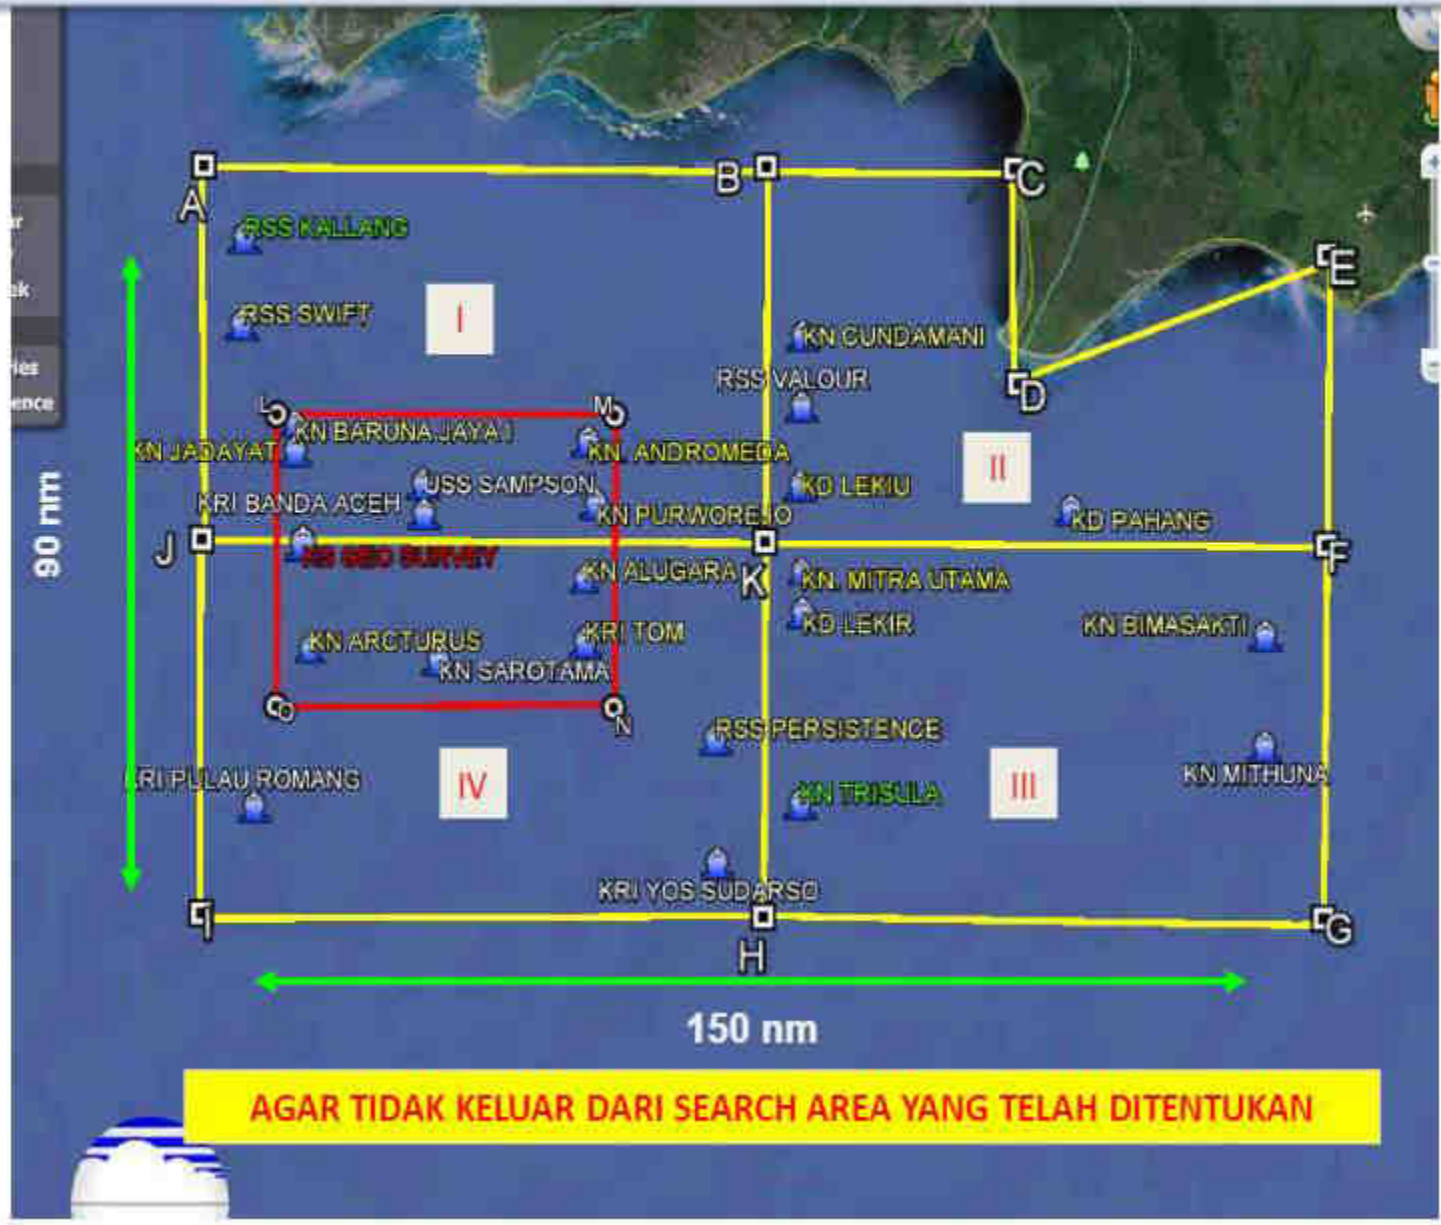 A
B
C
E
RSS KALLANG
RSS SWIFT
I
KN CUNDAMANI
RSS VALOUR
D
L
M
KN BARUNA JAYA I
KN JADAYAT
KN. ANDROMEDA
II
USS SAMPSON
KD LEKIU
KRI BANDA ACEH
KN PURWOREJO
KD PAHANG
90 nm
J
GEO SURVEY
F
KN ALUGARA
K
KN. MITRA UTAMA
KD LEKIR
KN BIMASAKTI
KN ARCTURUS
KRI TOM
KN SAROTAMA
O
N
RSS PERSISTENCE
KRI PULAU ROMANG
IV
KN TRISULA
III
KN MITHUNA
KRI YOS SUDARSO
I
H
G
150 nm
AGAR TIDAK KELUAR DARI SEARCH AREA YANG TELAH DITENTUKAN